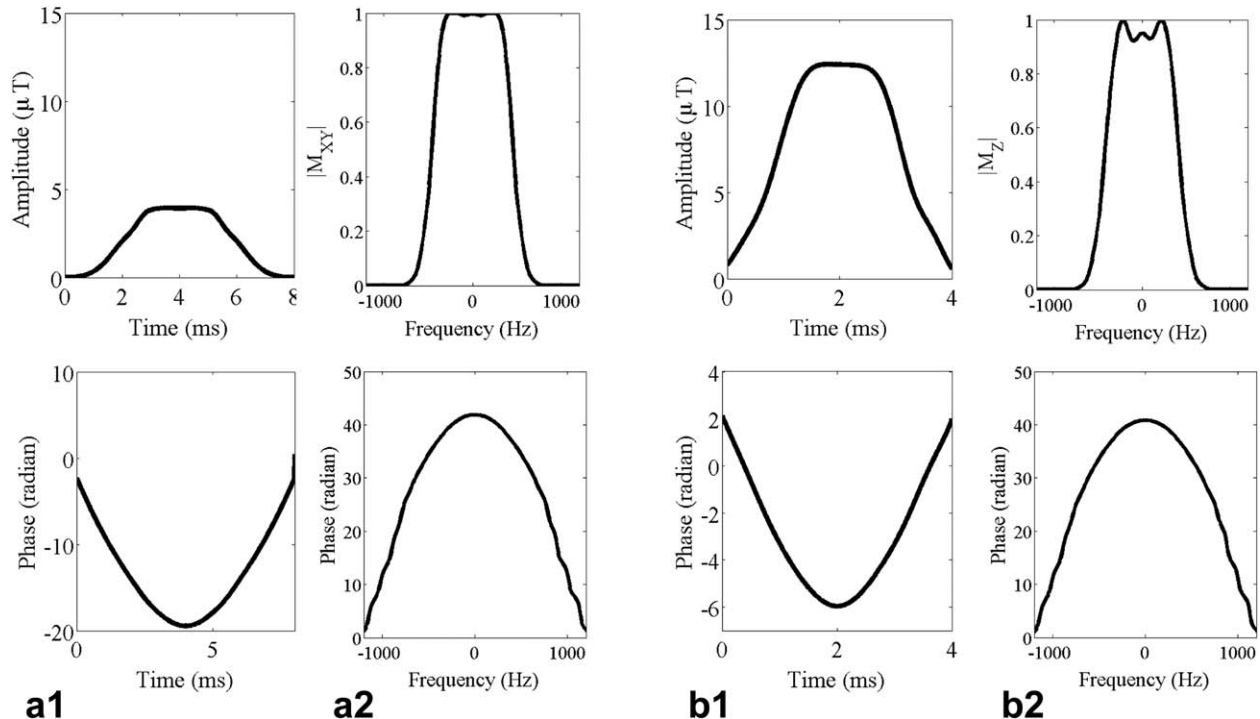 15
10
5
0
Amplitude (μ T)
0 2 4 6 8
Time (ms)
1
0.8
0.6
0.4
0.2
0
|M_XY|
-1000 0 1000
Frequency (Hz)
15
10
5
0
Amplitude (μ T)
0 2 4
Time (ms)
1
0.8
0.6
0.4
0.2
0
|M_Z|
-1000 0 1000
Frequency (Hz)
10
0
-10
-20
Phase (radian)
0 5
Time (ms)
50
40
30
20
10
0
Phase (radian)
-1000 0 1000
Frequency (Hz)
4
2
0
-2
-4
-6
Phase (radian)
0 2 4
Time (ms)
50
40
30
20
10
0
Phase (radian)
-1000 0 1000
Frequency (Hz)
a1 a2 b1 b2